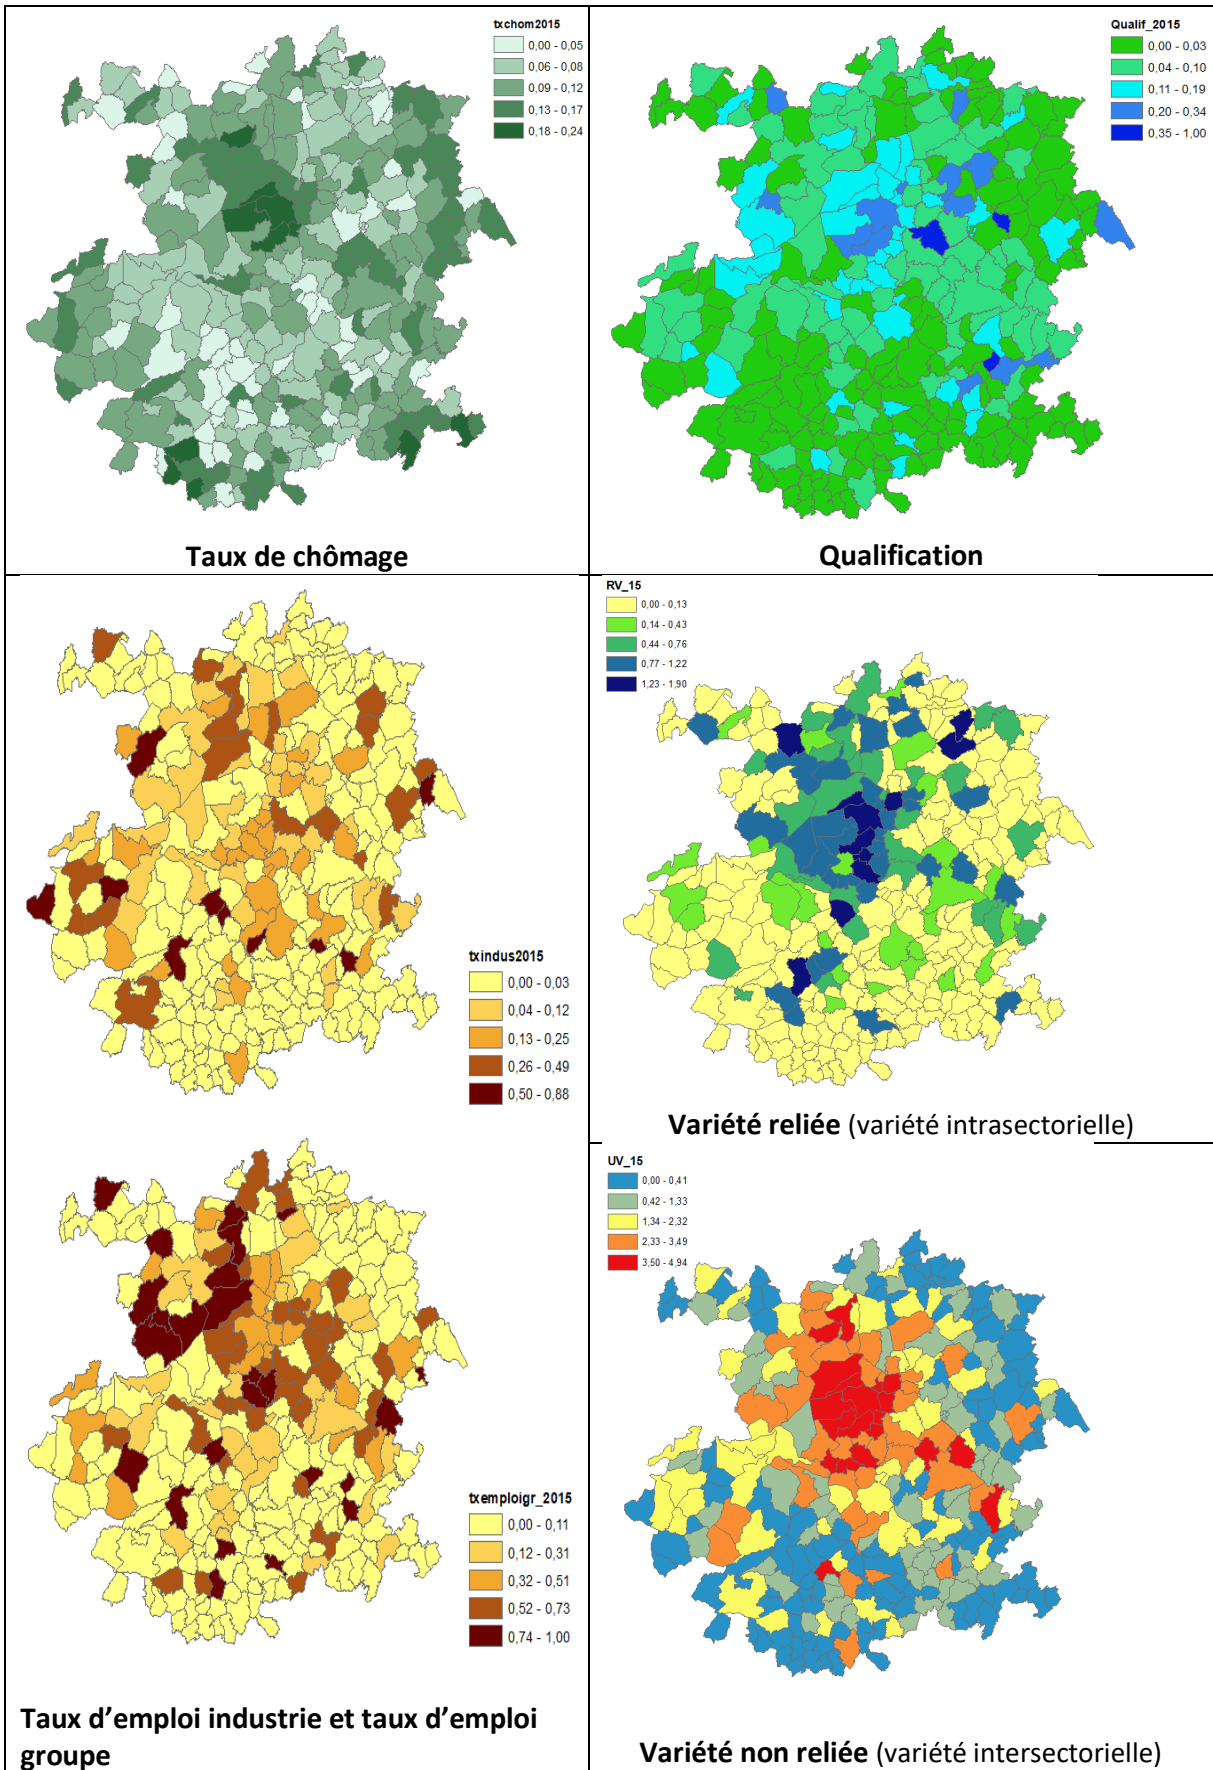 txchom2015
0,00 - 0,05
0,06 - 0,08
0,09 - 0,12
0,13 - 0,17
0,18 - 0,24
Taux de chômage
Qualif_2015
0,00 - 0,03
0,04 - 0,10
0,11 - 0,19
0,20 - 0,34
0,35 - 1,00
Qualification
txindus2015
0,00 - 0,03
0,04 - 0,12
0,13 - 0,25
0,26 - 0,49
0,50 - 0,88
RV_15
0,00 - 0,13
0,14 - 0,43
0,44 - 0,76
0,77 - 1,22
1,23 - 1,90
Variété reliée (variété intrasectorielle)
txemploigr_2015
0,00 - 0,11
0,12 - 0,31
0,32 - 0,51
0,52 - 0,73
0,74 - 1,00
Taux d’emploi industrie et taux d’emploi
groupe
UV_15
0,00 - 0,41
0,42 - 1,33
1,34 - 2,32
2,33 - 3,49
3,50 - 4,94
Variété non reliée (variété intersectorielle)